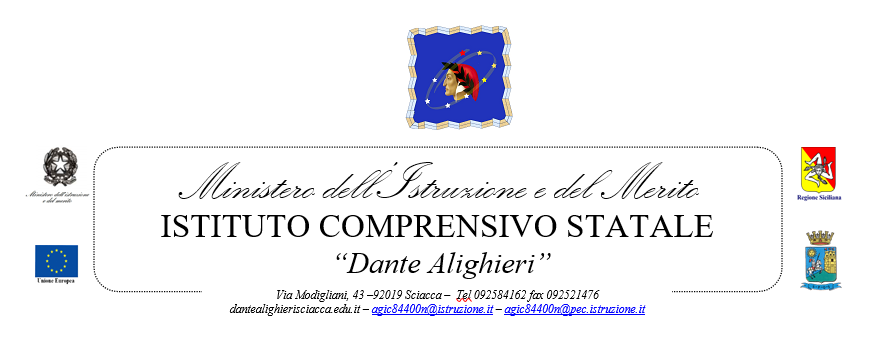 Ministero dell'Istruzione e del Merito
ISTITUTO COMPRENSIVO STATALE
“Dante Alighieri”
Via Modigliani, 43 –92019 Sciacca – Tel 092584162 fax 092521476
dantealighierisciacca.edu.it – agic84400n@istruzione.it – agic84400n@pec.istruzione.it
Ministero dell'istruzione
e del merito
Unione Europea
Regione Siciliana